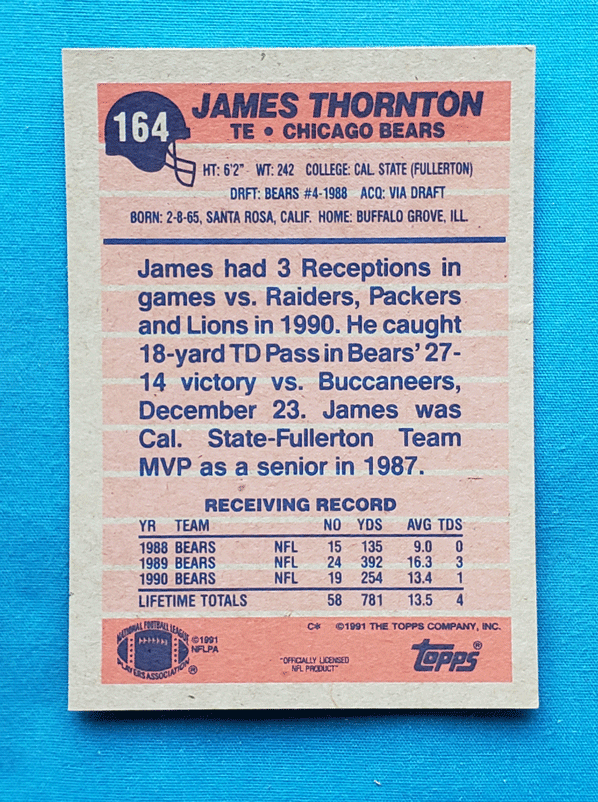 164
JAMES THORNTON
TE • CHICAGO BEARS
HT: 6'2" WT: 242 COLLEGE: CAL. STATE (FULLERTON)
DRFT: BEARS #4-1988 ACQ: VIA DRAFT
BORN: 2-8-65, SANTA ROSA, CALIF. HOME: BUFFALO GROVE, ILL.
James had 3 Receptions in
games vs. Raiders, Packers
and Lions in 1990. He caught
18-yard TD Pass in Bears' 27-
14 victory vs. Buccaneers,
December 23. James was
Cal. State-Fullerton Team
MVP as a senior in 1987.
RECEIVING RECORD
YR TEAM NO YDS AVG TDS
1988 BEARS NFL 15 135 9.0 0
1989 BEARS NFL 24 392 16.3 3
1990 BEARS NFL 19 254 13.4 1
LIFETIME TOTALS 58 781 13.5 4
C* ©1991 THE TOPPS COMPANY, INC.
NATIONAL FOOTBALL LEAGUE
PLAYERS ASSOCIATION
©1991
NFLPA
"OFFICIALLY LICENSED
NFL PRODUCT"
topps®